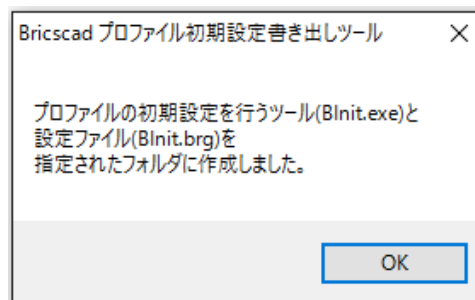 Bricscad プロファイル初期設定書き出しツール
プロファイルの初期設定を行うツール(BInit.exe)と
設定ファイル(BInit.brg)を
指定されたフォルダに作成しました。
OK